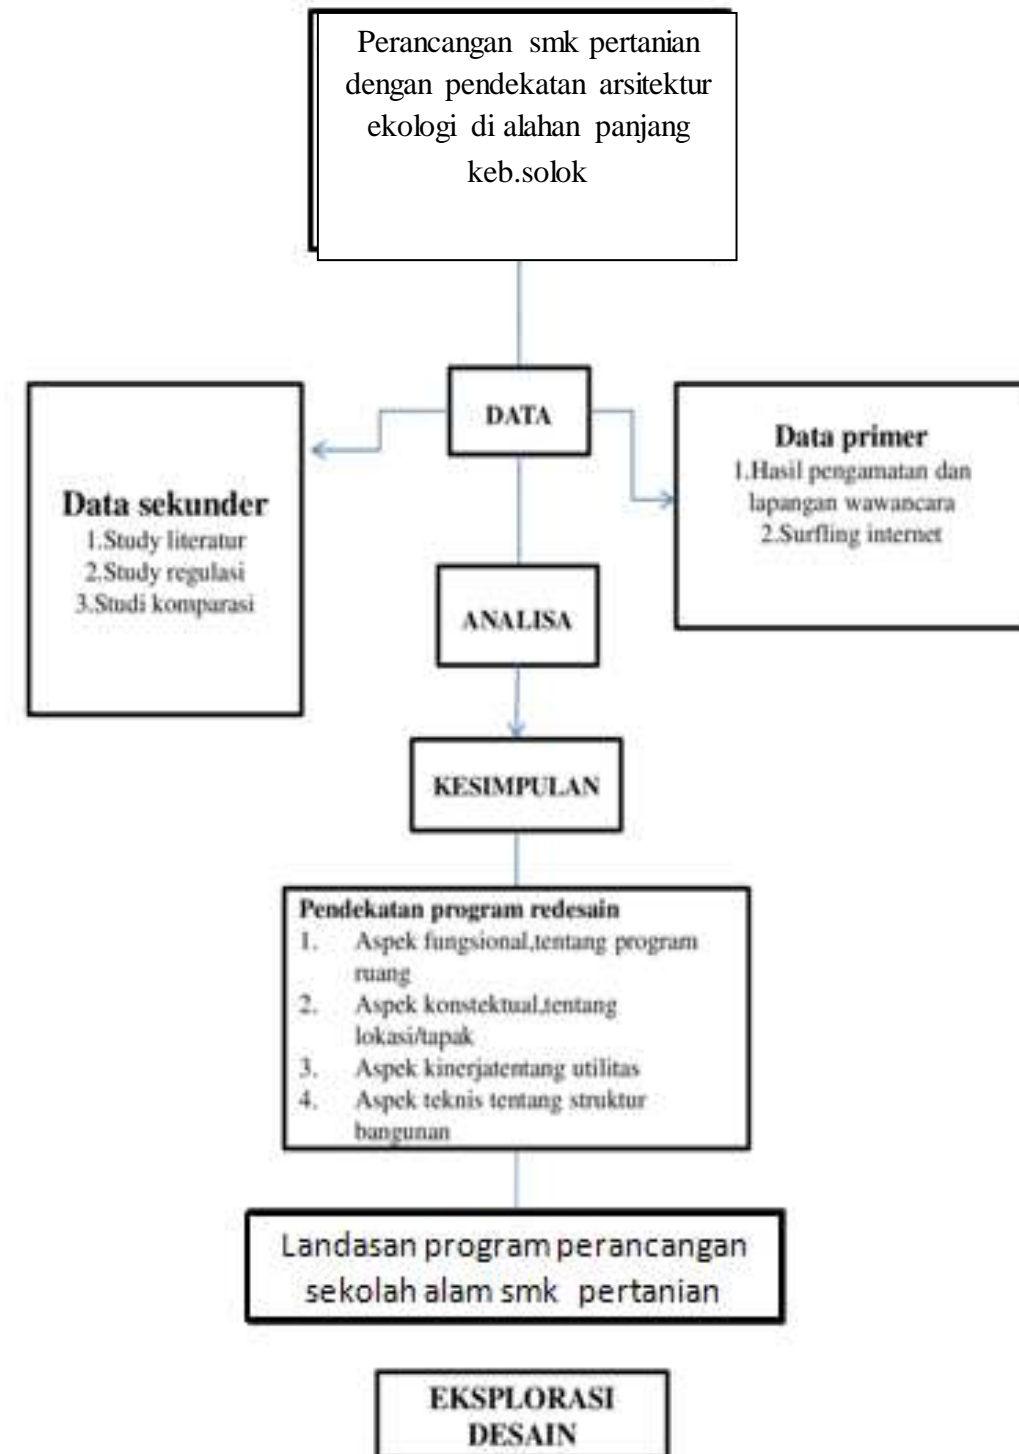 Perancangan smk pertanian
dengan pendekatan arsitektur
ekologi di alahan panjang
keb.solok
DATA
Data sekunder
1.Study literatur
2.Study regulasi
3.Studi komparasi
Data primer
1.Hasil pengamatan dan
lapangan wawancara
2.Surfling internet
ANALISA
KESIMPULAN
Pendekatan program redesain
1. Aspek fungsional,tentang program
ruang
2. Aspek konstektual,tentang
lokasi/tapak
3. Aspek kinerjatentang utilitas
4. Aspek teknis tentang struktur
bangunan
Landasan program perancangan
sekolah alam smk pertanian
EKSPLORASI
DESAIN